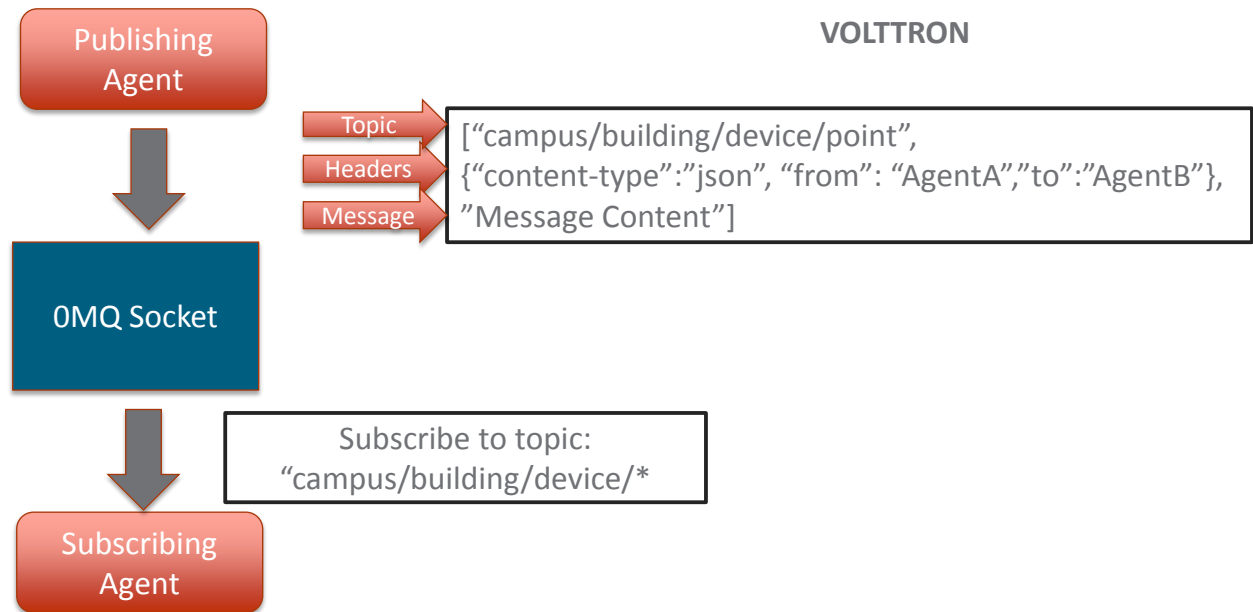 Publishing
Agent
VOLTTRON
Topic
Headers
Message
[“campus/building/device/point”,
{“content-type”:”json”, “from”: “AgentA”,”to”:”AgentB”},
”Message Content”]
0MQ Socket
Subscribe to topic:
“campus/building/device/*
Subscribing
Agent